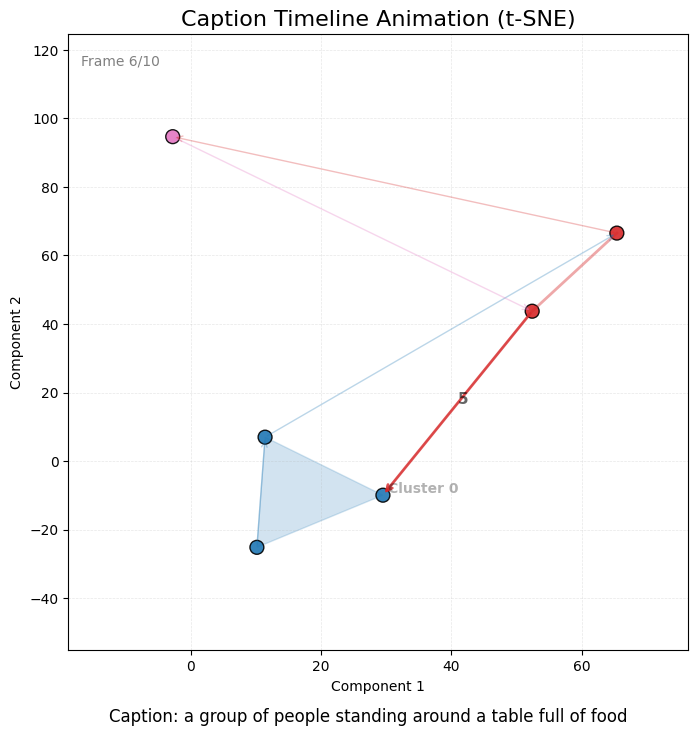 Caption Timeline Animation (t-SNE)
Frame 6/10
120
100
80
60
40
20
0
−20
−40
Component 2
5
Cluster 0
0
20
40
60
Component 1
Caption: a group of people standing around a table full of food